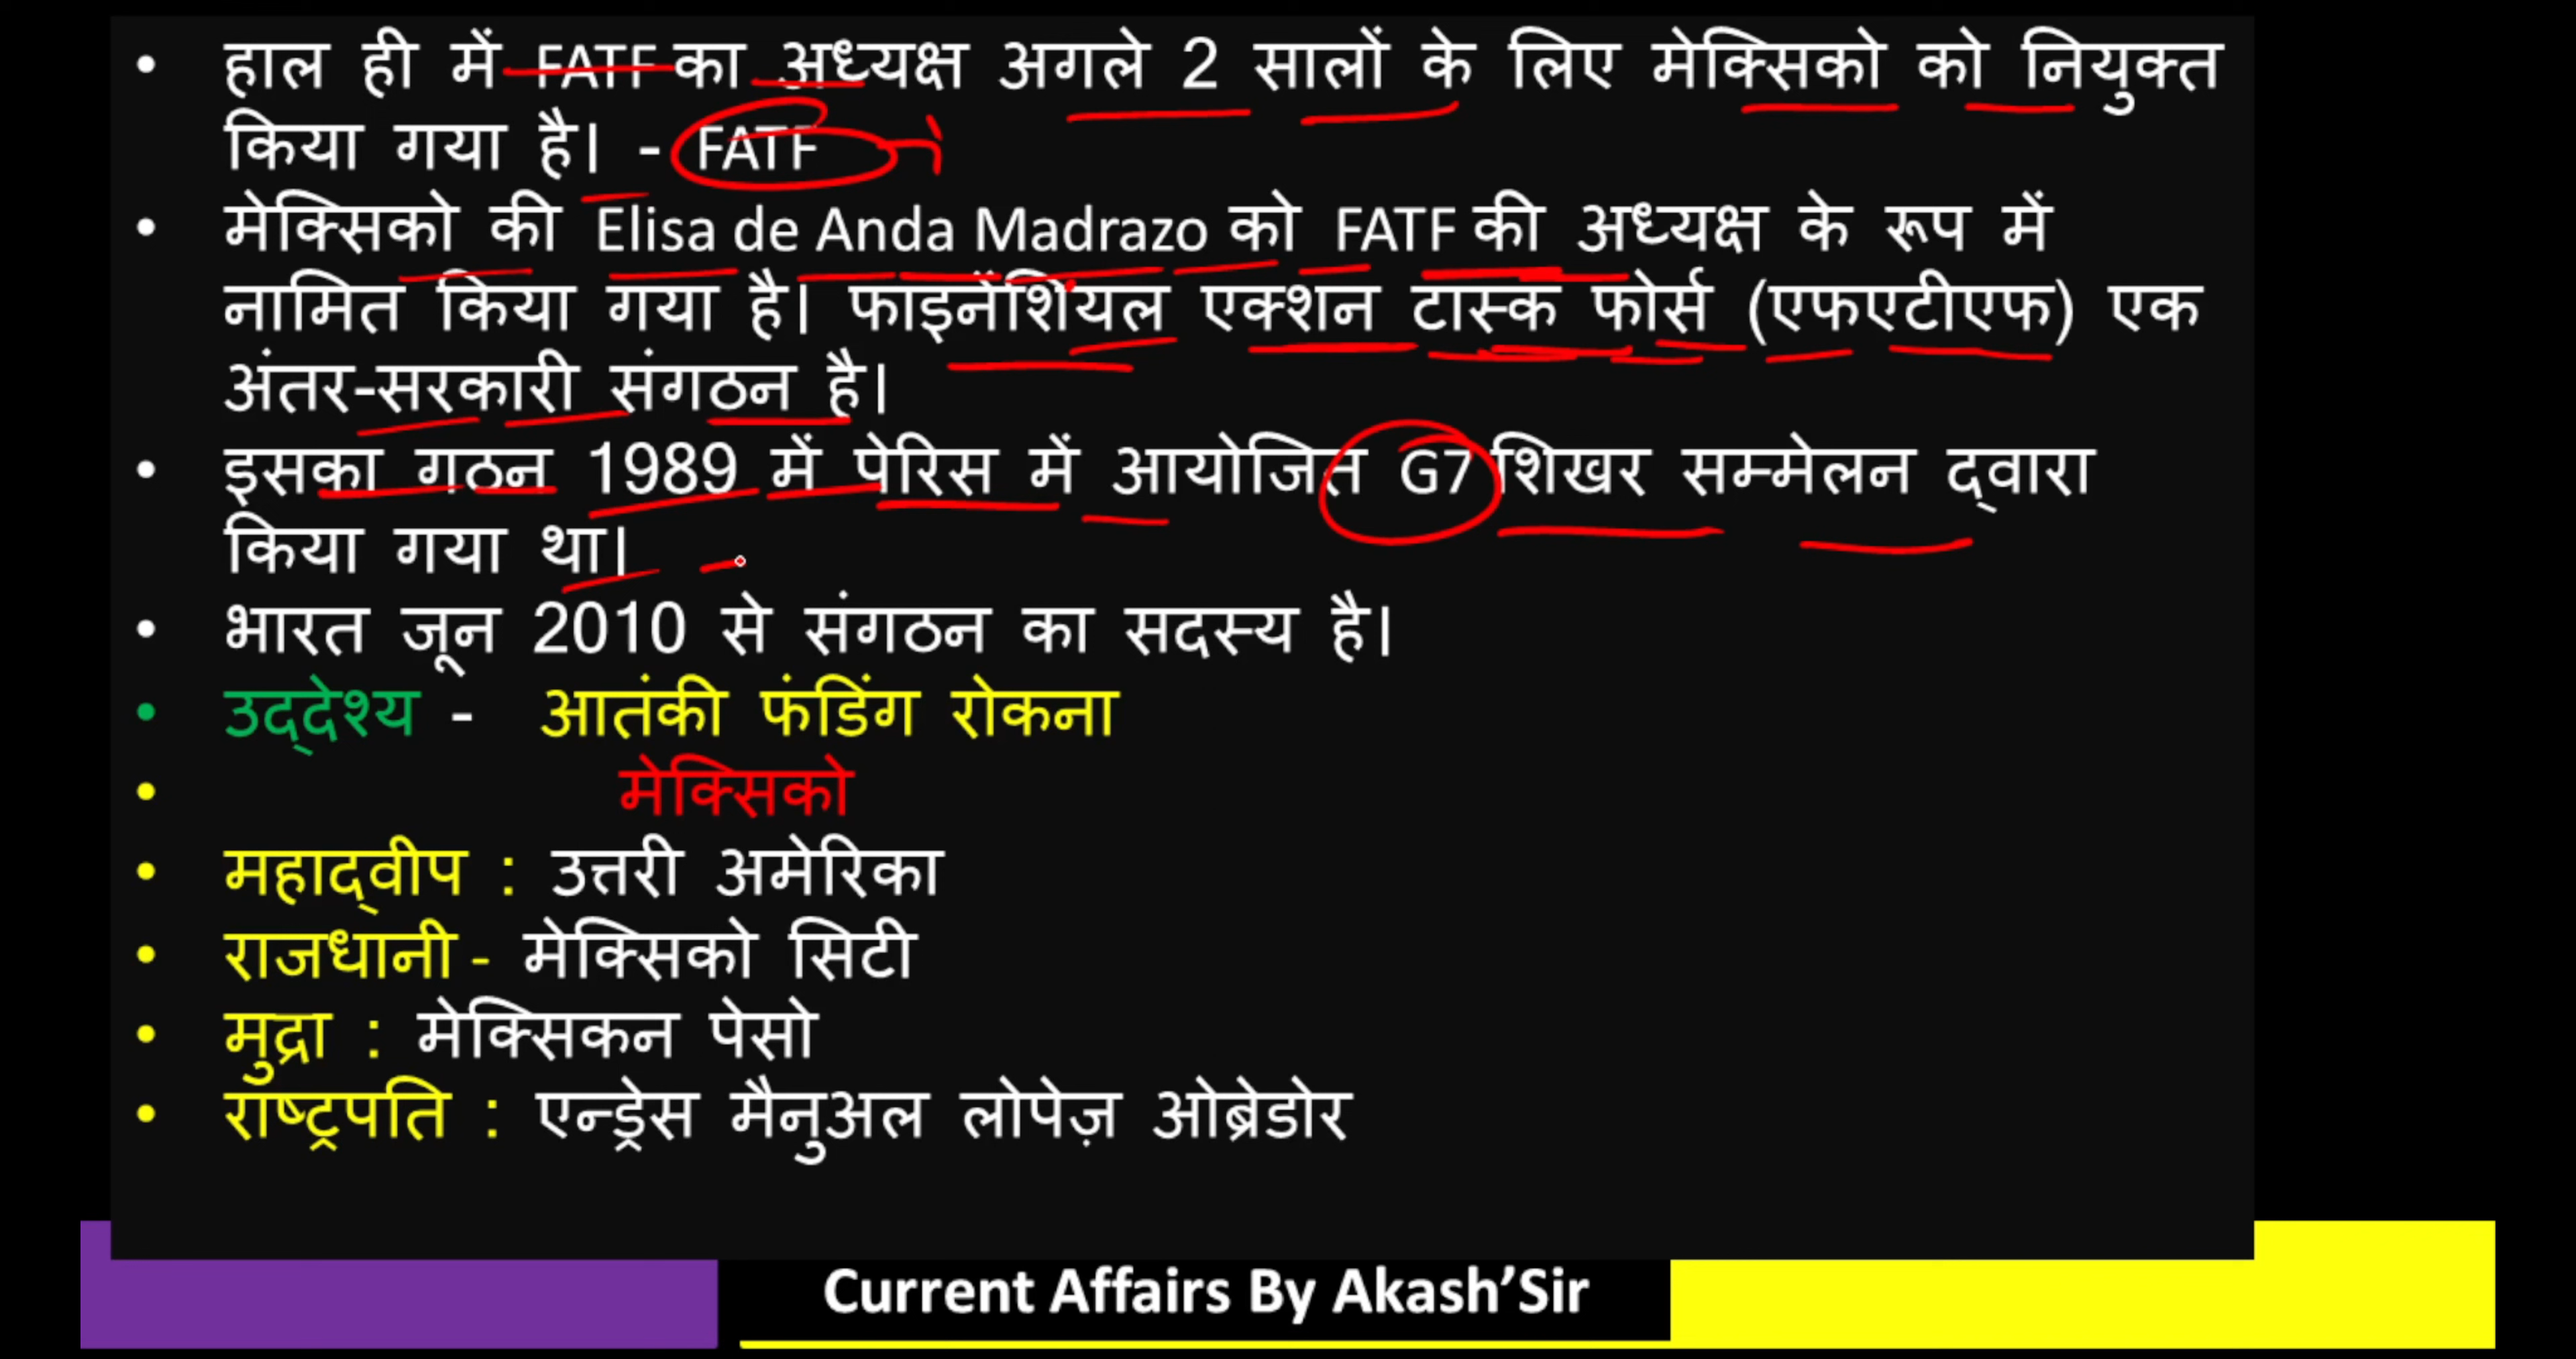 • हाल ही में FATF का अध्यक्ष अगले 2 सालों के लिए मेक्सिको को नियुक्त
किया गया है। - FATF
• मेक्सिको की Elisa de Anda Madrazo को FATF की अध्यक्ष के रूप में
नामित किया गया है। फाइनेंशियल एक्शन टास्क फोर्स (एफएटीएफ) एक
अंतर-सरकारी संगठन है।
• इसका गठन 1989 में पेरिस में आयोजित G7 शिखर सम्मेलन द्वारा
किया गया था।
• भारत जून 2010 से संगठन का सदस्य है।
• उद्देश्य - आतंकी फंडिंग रोकना
• मेक्सिको
• महाद्वीप : उत्तरी अमेरिका
• राजधानी - मेक्सिको सिटी
• मुद्रा : मेक्सिकन पेसो
• राष्ट्रपति : एन्ड्रेस मैनुअल लोपेज़ ओब्रेडोर
Current Affairs By Akash’Sir